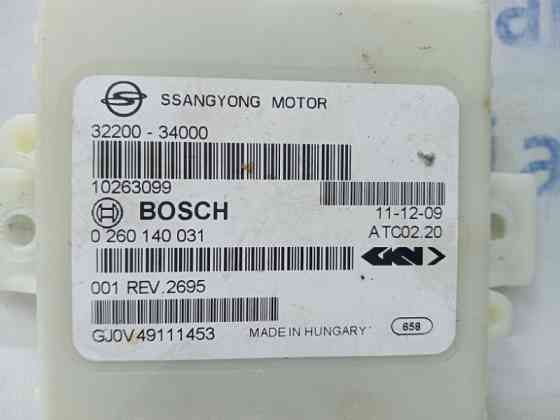 SSANGYONG MOTOR
32200 - 34000
10263099
BOSCH 11-12-09
0 260 140 031 ATC02.20
GKN
001 REV.2695
GJ0V49111453 MADE IN HUNGARY 658